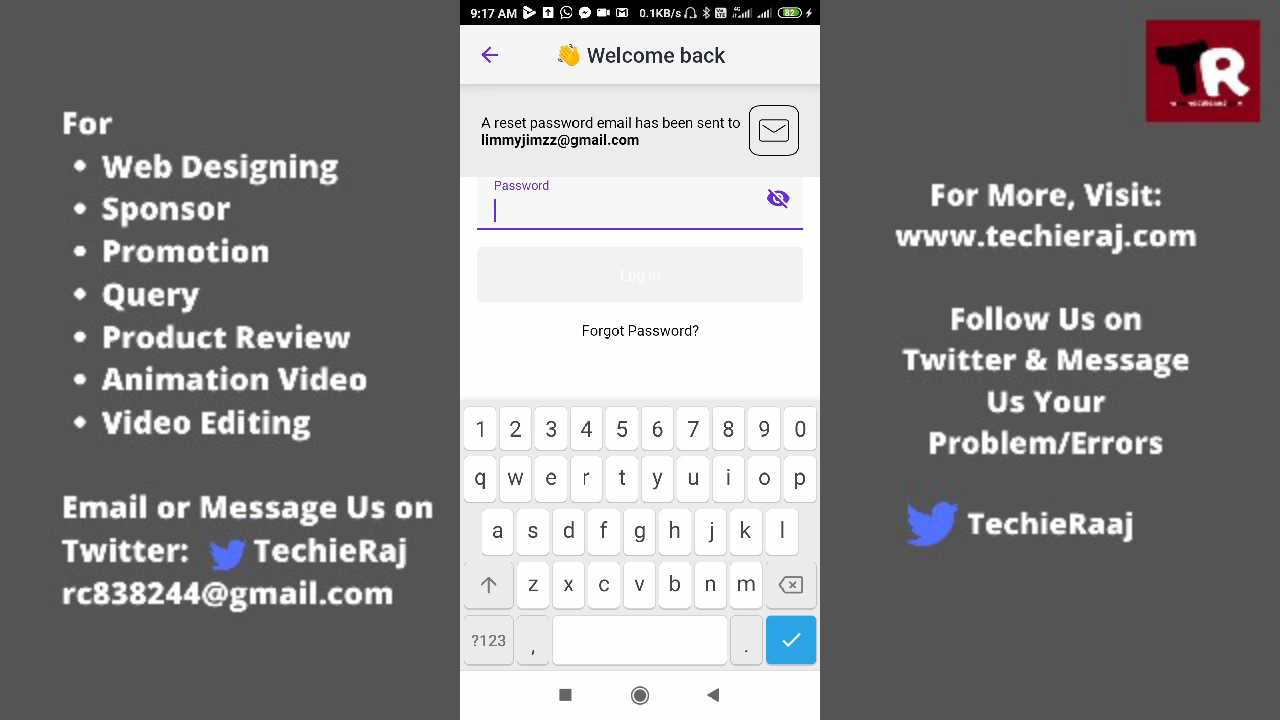 For
Web Designing
Sponsor
Promotion
Query
Product Review
Animation Video
Video Editing
Email or Message Us on
Twitter: TechieRaj
rc838244@gmail.com
9:17 AM 0.1KB/s 4G 82
👋 Welcome back
A reset password email has been sent to
limmyjimzz@gmail.com
Password
Log In
Forgot Password?
1 2 3 4 5 6 7 8 9 0
q w e r t y u i o p
a s d f g h j k l
z x c v b n m
?123 , .
TR
For More, Visit:
www.techieraj.com
Follow Us on
Twitter & Message
Us Your
Problem/Errors
TechieRaaj